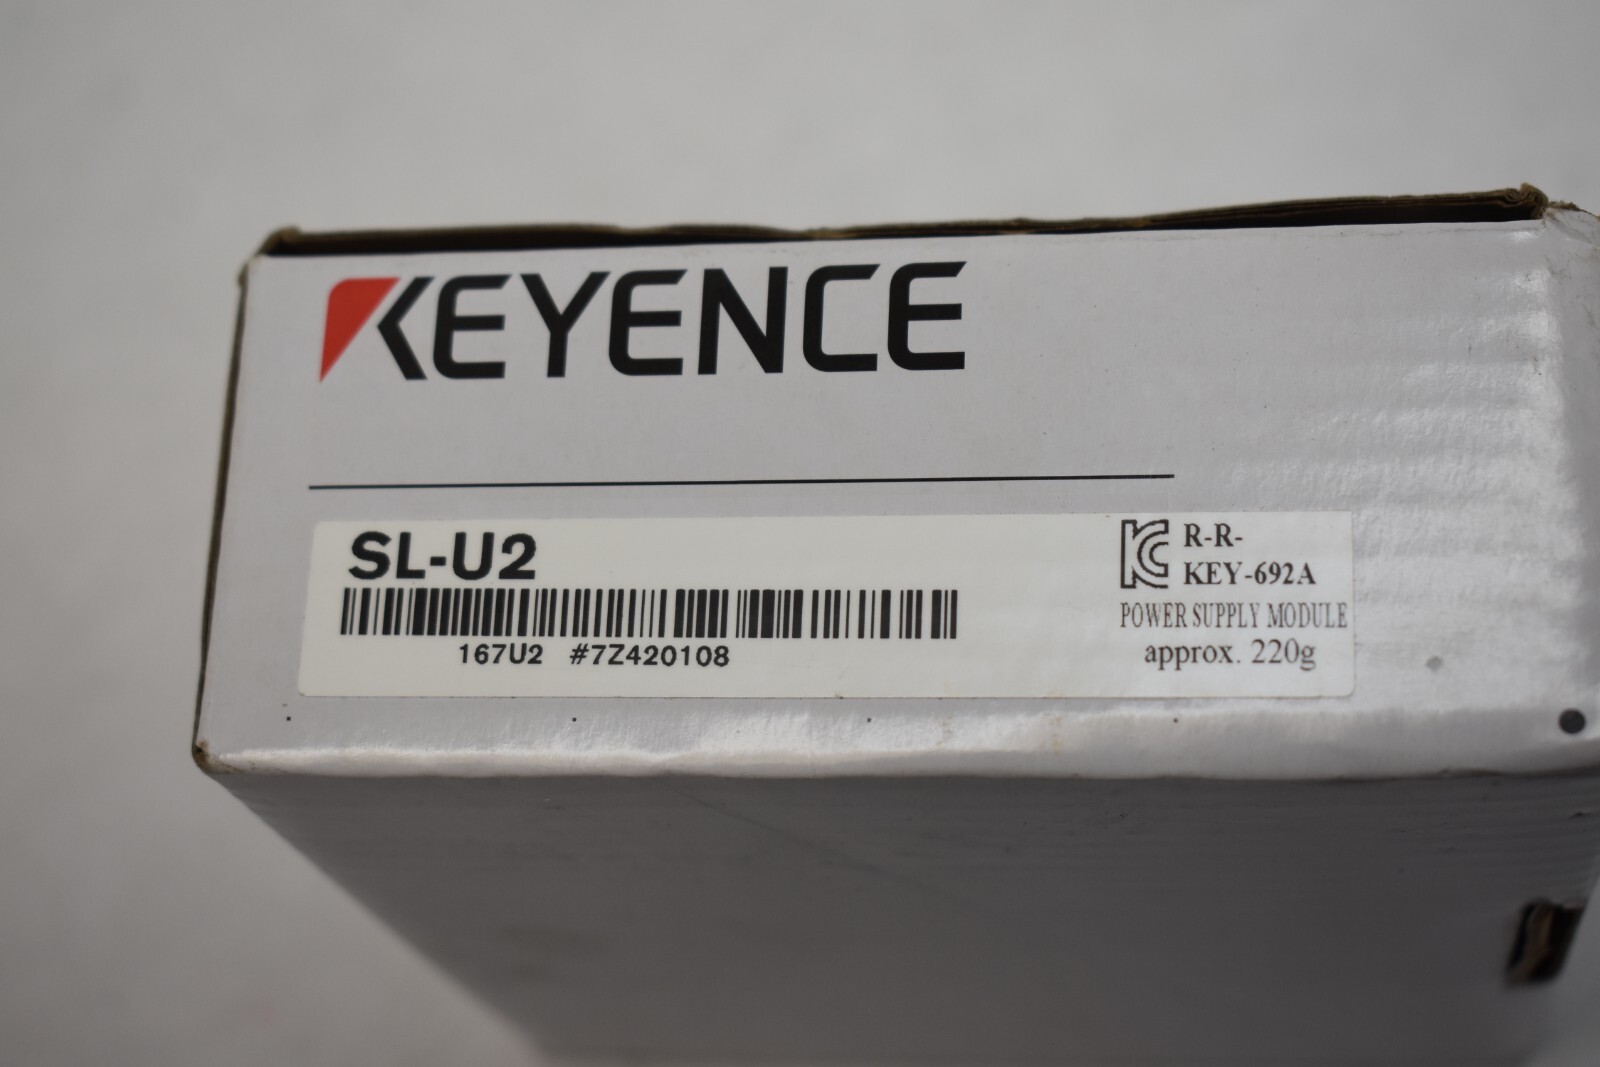 KEYENCE
SL-U2
167U2 #7Z420108
R-R-
KEY-692A
POWER SUPPLY MODULE
approx. 220g